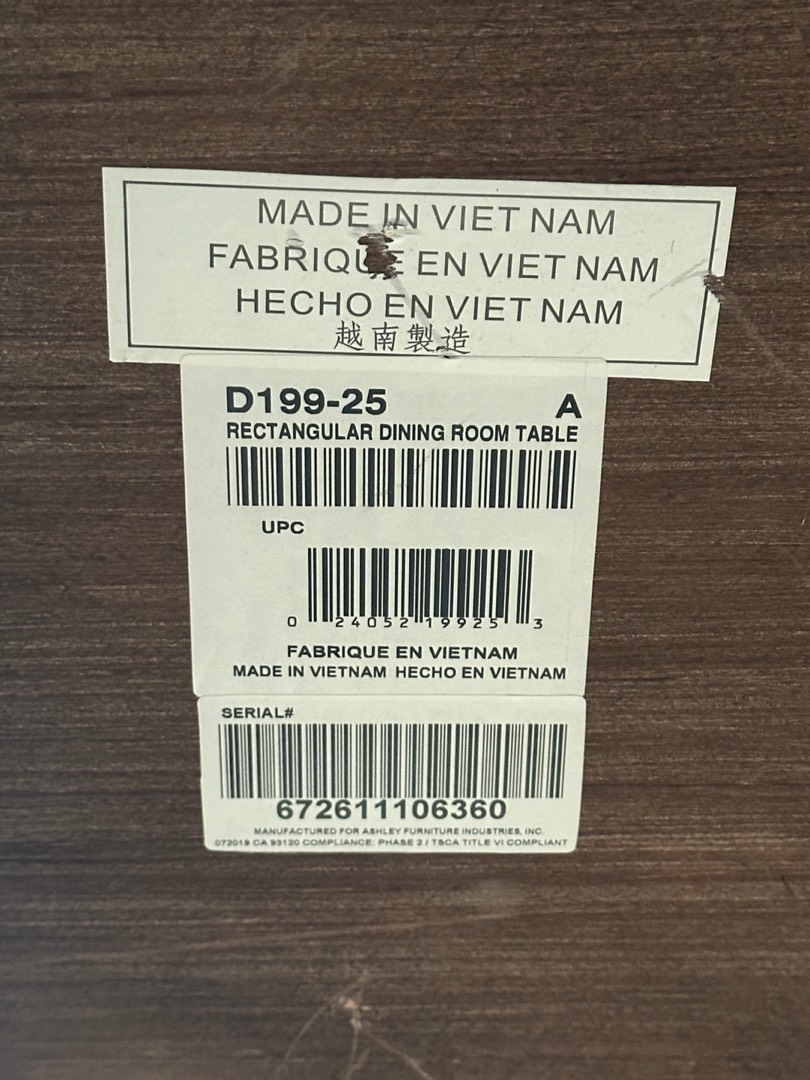 MADE IN VIET NAM
FABRIQUE EN VIET NAM
HECHO EN VIET NAM
越南製造
D199-25 A
RECTANGULAR DINING ROOM TABLE
UPC
0 24052 19925 3
FABRIQUE EN VIETNAM
MADE IN VIETNAM HECHO EN VIETNAM
SERIAL#
672611106360
MANUFACTURED FOR ASHLEY FURNITURE INDUSTRIES, INC.
072019 CA 93120 COMPLIANCE: PHASE 2 / TSCA TITLE VI COMPLIANT